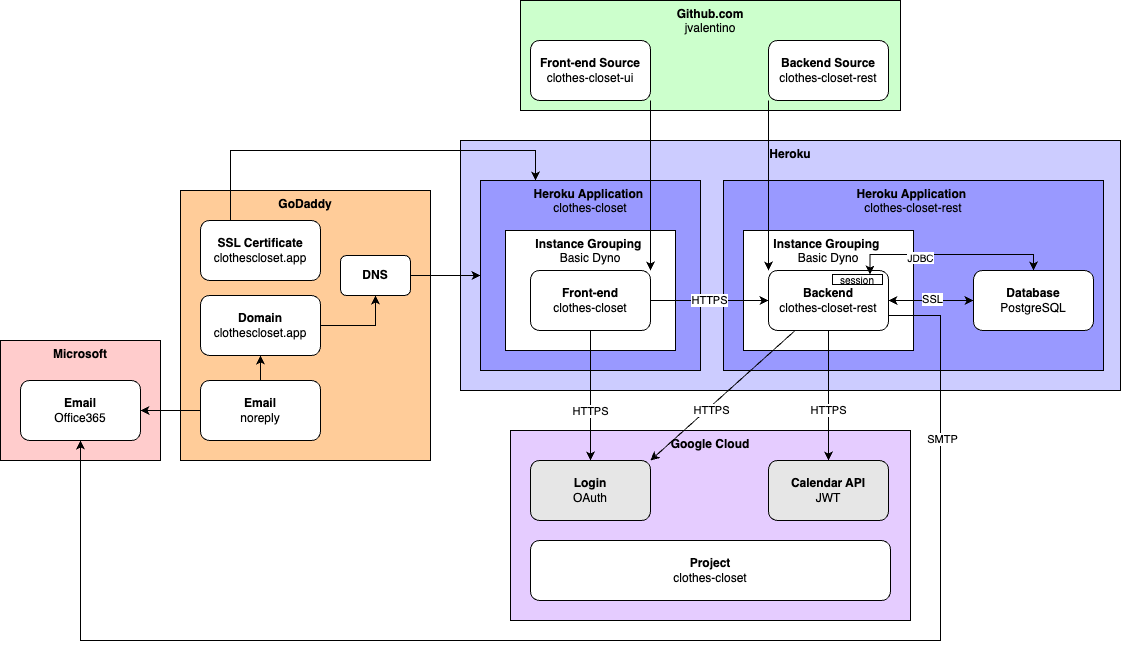 Github.com
jvalentino
Front-end Source
clothes-closet-ui
Backend Source
clothes-closet-rest
Heroku
Heroku Application
clothes-closet
Heroku Application
clothes-closet-rest
GoDaddy
SSL Certificate
clothescloset.app
DNS
Domain
clothescloset.app
Email
noreply
Microsoft
Email
Office365
Instance Grouping
Basic Dyno
Front-end
clothes-closet
HTTPS
Instance Grouping
Basic Dyno
session
Backend
clothes-closet-rest
JDBC
SSL
Database
PostgreSQL
HTTPS
HTTPS
HTTPS
SMTP
Google Cloud
Login
OAuth
Calendar API
JWT
Project
clothes-closet